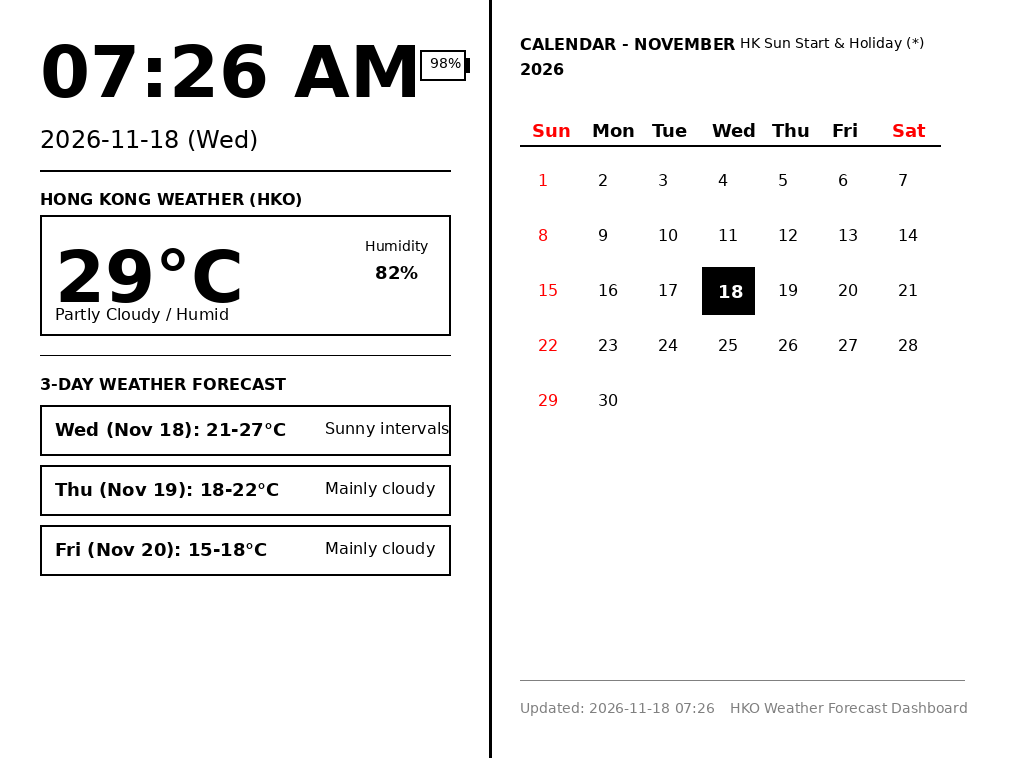 07:26 AM
98%
2026-11-18 (Wed)
HONG KONG WEATHER (HKO)
29°C
Humidity
82%
Partly Cloudy / Humid
3-DAY WEATHER FORECAST
Wed (Nov 18): 21-27°C Sunny intervals
Thu (Nov 19): 18-22°C Mainly cloudy
Fri (Nov 20): 15-18°C Mainly cloudy
CALENDAR - NOVEMBER 2026
HK Sun Start & Holiday (*)
Sun Mon Tue Wed Thu Fri Sat
1 2 3 4 5 6 7
8 9 10 11 12 13 14
15 16 17 18 19 20 21
22 23 24 25 26 27 28
29 30
Updated: 2026-11-18 07:26 HKO Weather Forecast Dashboard